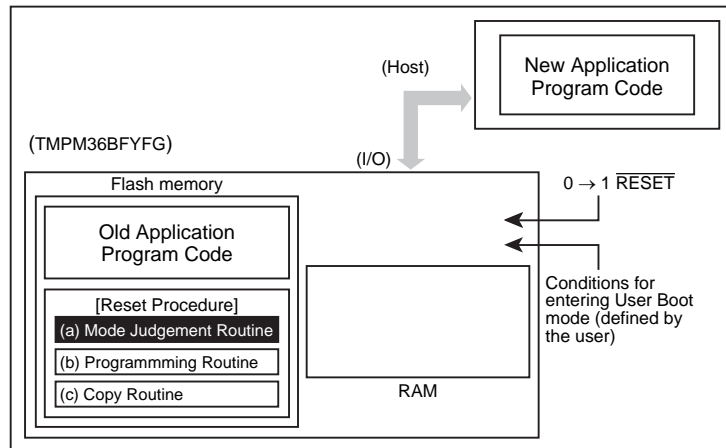 (Host)
New Application
Program Code
(TMPM36BFYFG)
(I/O)
Flash memory
0 → 1 RESET
Old Application
Program Code
[Reset Procedure]
(a) Mode Judgement Routine
(b) Programmming Routine
(c) Copy Routine
RAM
Conditions for
entering User Boot
mode (defined by
the user)